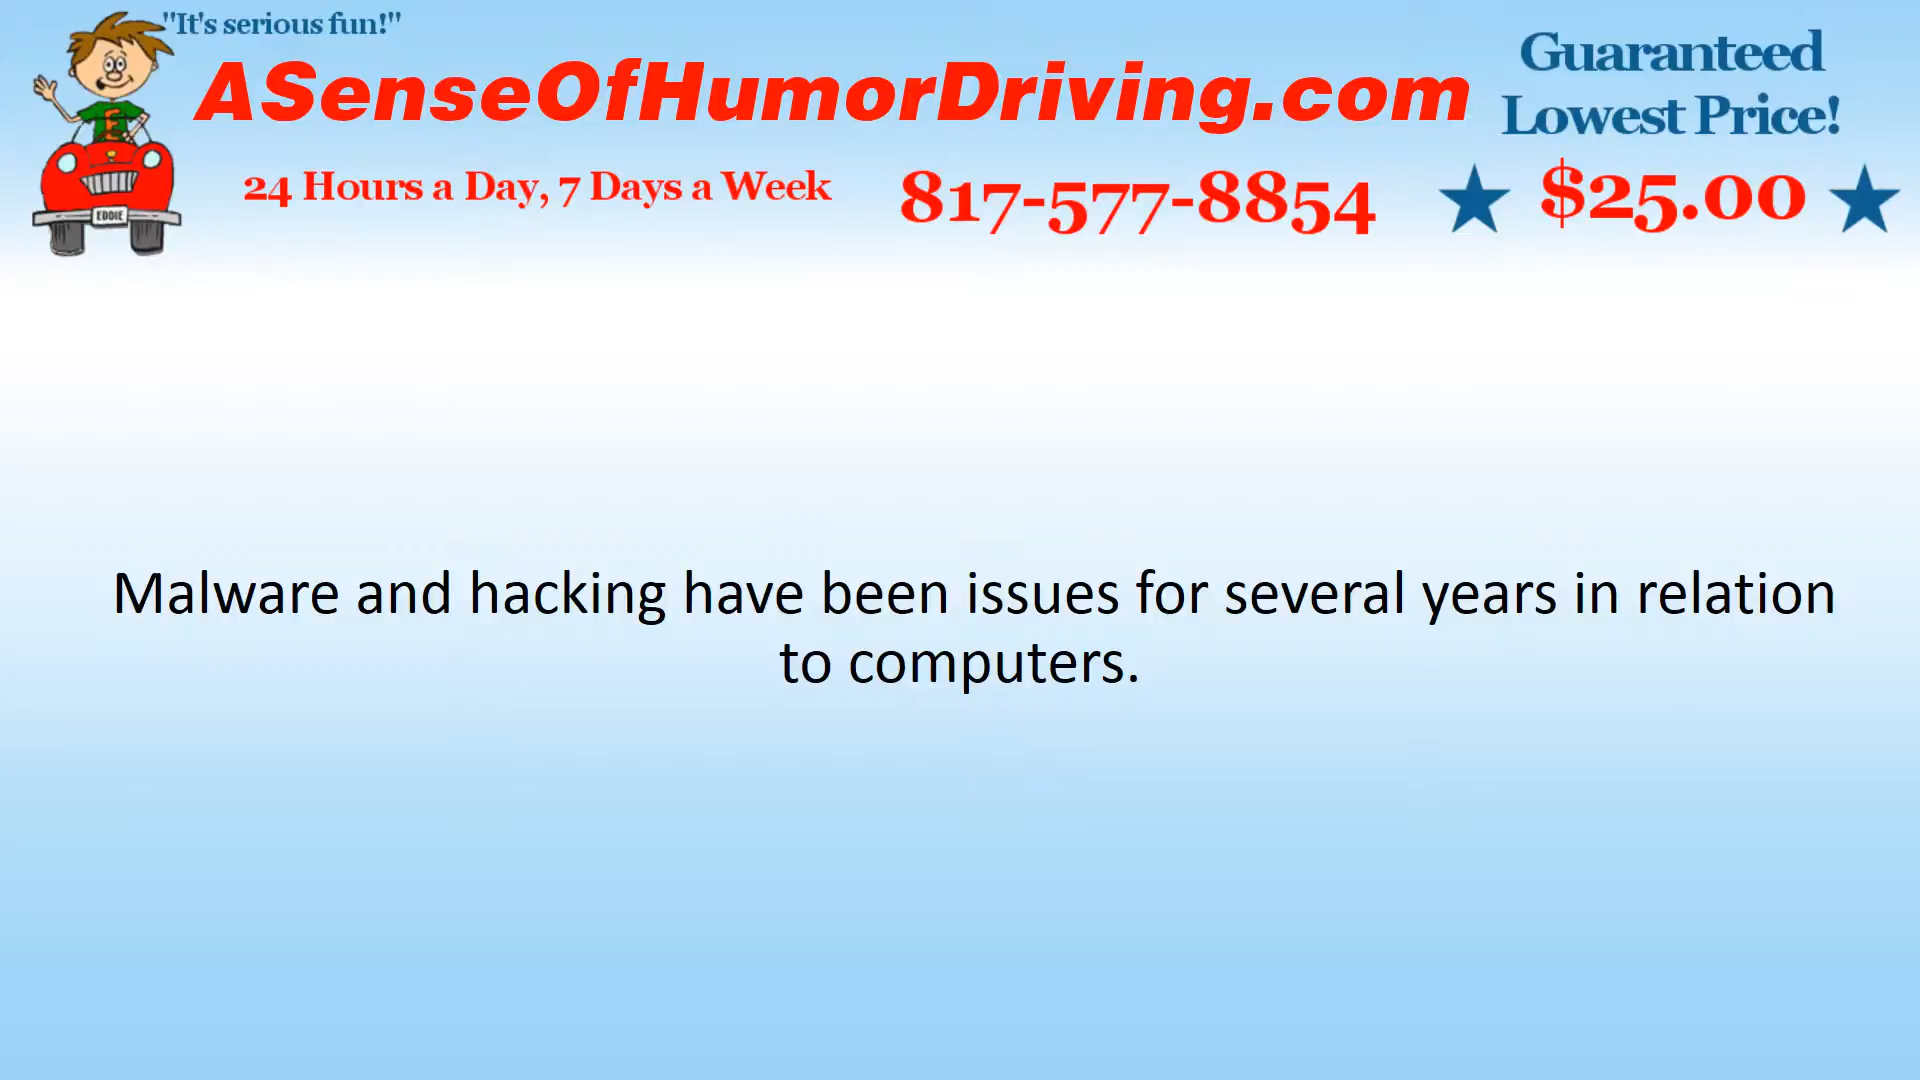 "It's serious fun!"
ASenseOfHumorDriving.com
Guaranteed
Lowest Price!
24 Hours a Day, 7 Days a Week
817-577-8854
$25.00
E
EDDIE
Malware and hacking have been issues for several years in relation
to computers.